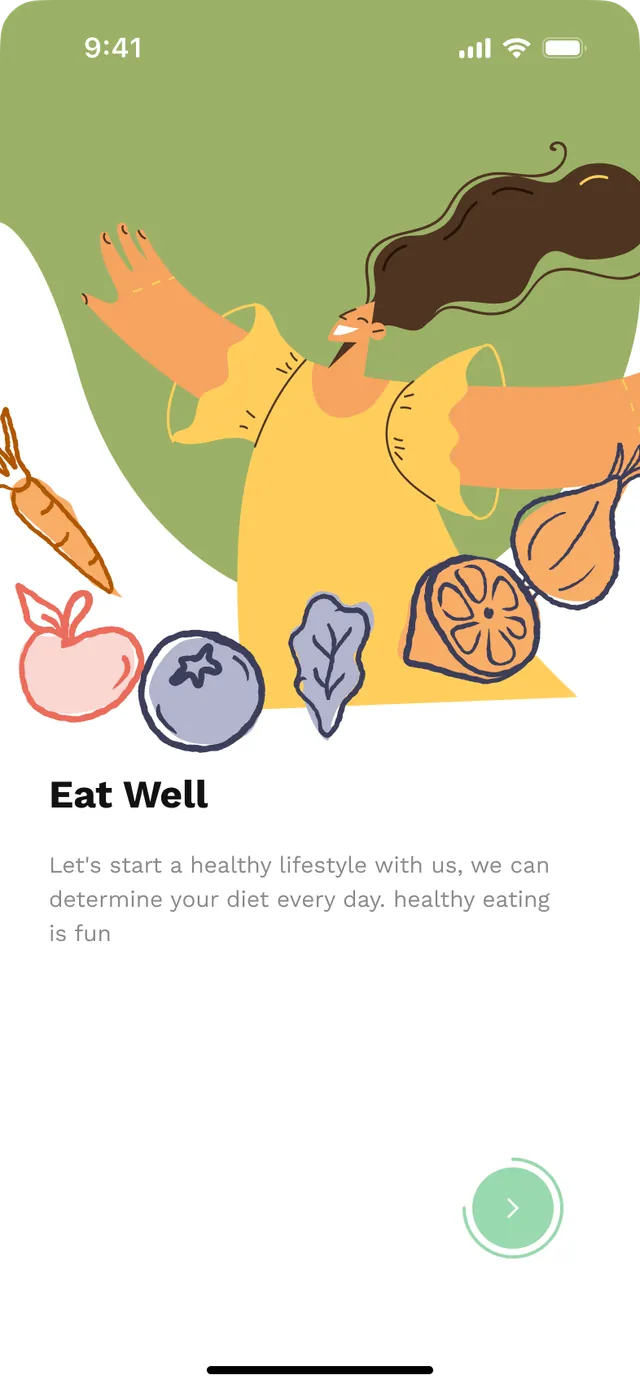 9:41
Eat Well
Let's start a healthy lifestyle with us, we can
determine your diet every day. healthy eating
is fun